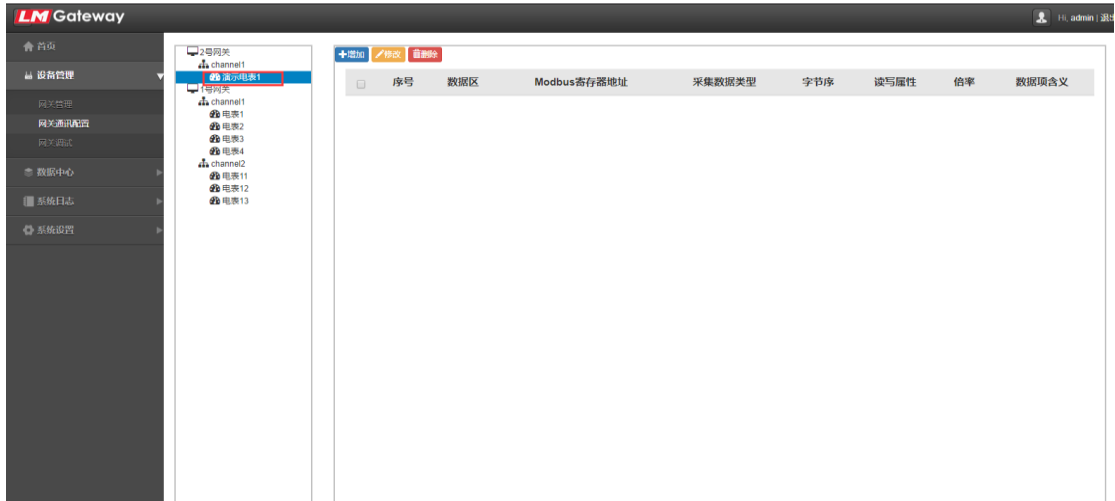 LM Gateway
Hi, admin | 退出
首页
设备管理
网关管理
网关通讯配置
网关调试
数据中心
系统日志
系统设置
2号网关
channel1
演示电表1
1号网关
channel1
电表1
电表2
电表3
电表4
channel2
电表11
电表12
电表13
增加 修改 删除
序号 数据区 Modbus寄存器地址 采集数据类型 字节序 读写属性 倍率 数据项含义